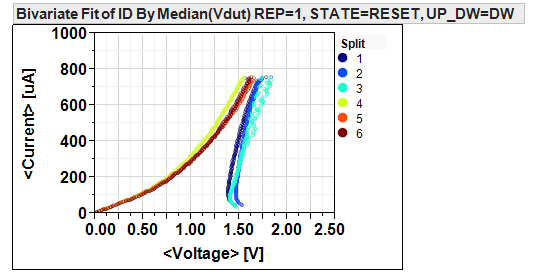 Bivariate Fit of ID By Median(Vdut) REP=1, STATE=RESET, UP_DW=DW
1000
800
600
400
200
0
<Current> [uA]
0.00 0.50 1.00 1.50 2.00 2.50
<Voltage> [V]
Split
1
2
3
4
5
6